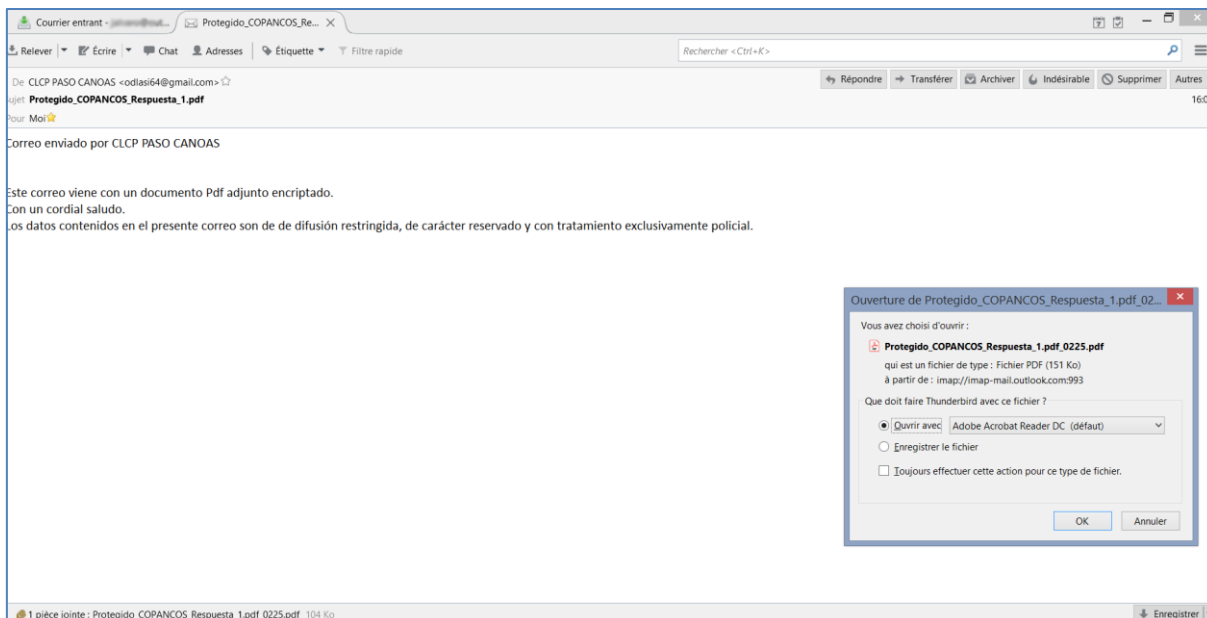 Courrier entrant -
Protegido_COPANCOS_Re...
Relever Écrire Chat Adresses Étiquette Filtre rapide
Rechercher <Ctrl+K>
De CLCP PASO CANOAS <odlasi64@gmail.com>
Répondre Transférer Archiver Indésirable Supprimer Autres
ujet Protegido_COPANCOS_Respuesta_1.pdf
16:0
Pour Moi
Correo enviado por CLCP PASO CANOAS
Este correo viene con un documento Pdf adjunto encriptado.
Con un cordial saludo.
Los datos contenidos en el presente correo son de de difusión restringida, de carácter reservado y con tratamiento exclusivamente policial.
Ouverture de Protegido_COPANCOS_Respuesta_1.pdf_02...
Vous avez choisi d'ouvrir :
Protegido_COPANCOS_Respuesta_1.pdf_0225.pdf
qui est un fichier de type : Fichier PDF (151 Ko)
à partir de : imap://imap-mail.outlook.com:993
Que doit faire Thunderbird avec ce fichier ?
Ouvrir avec Adobe Acrobat Reader DC (défaut)
Enregistrer le fichier
Toujours effectuer cette action pour ce type de fichier.
OK Annuler
1 pièce jointe : Protegido_COPANCOS_Respuesta_1.pdf_0225.pdf 104 Ko
Enregistrer